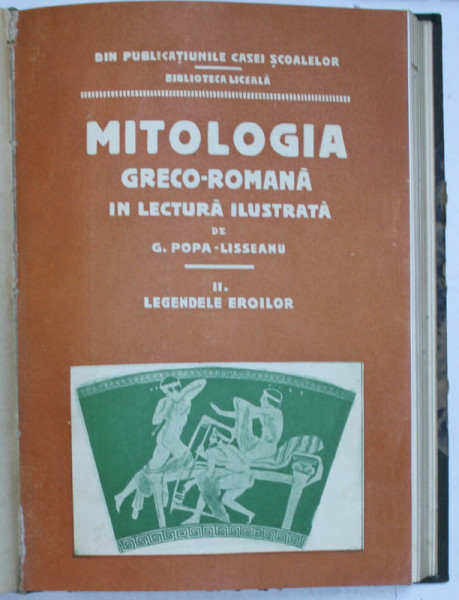 DIN PUBLICAȚIUNILE CASEI ȘCOALELOR
BIBLIOTECA LICEALĂ
MITOLOGIA
GRECO-ROMANĂ
IN LECTURĂ ILUSTRATĂ
DE
G. POPA-LISSEANU
II.
LEGENDELE EROILOR